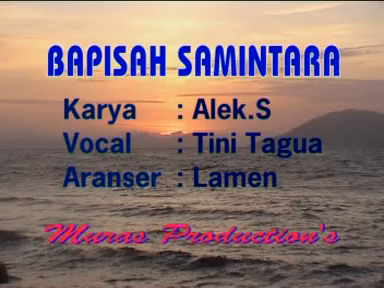 BAPISAH SAMINTARA
Karya : Alek.S
Vocal : Tini Tagua
Aranser : Lamen
Muras Production's